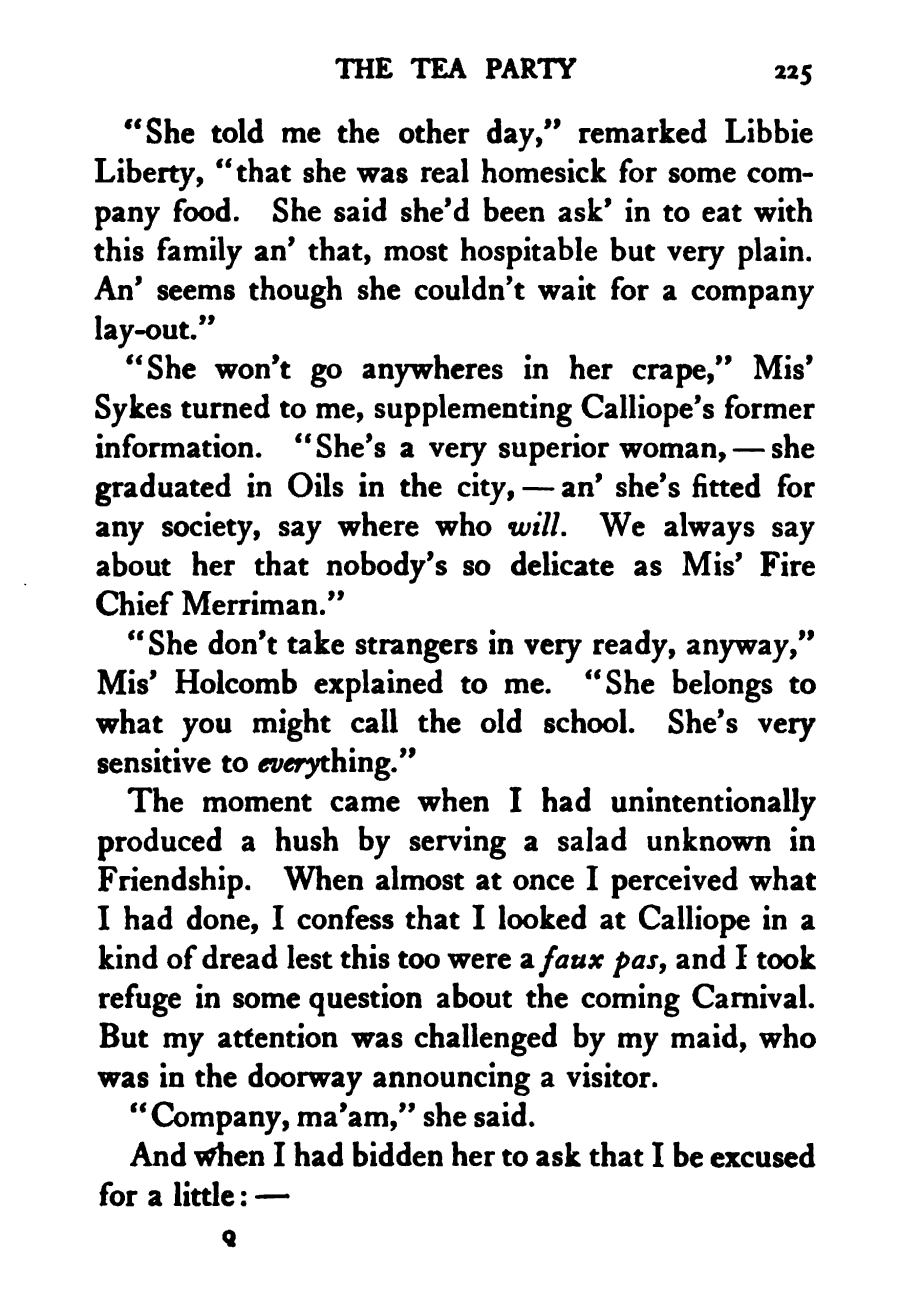 THE TEA PARTY 225
“She told me the other day,” remarked Libbie
Liberty, “that she was real homesick for some com-
pany food. She said she’d been ask’ in to eat with
this family an’ that, most hospitable but very plain.
An’ seems though she couldn’t wait for a company
lay-out.”
“She won’t go anywheres in her crape,” Mis’
Sykes turned to me, supplementing Calliope’s former
information. “She’s a very superior woman, — she
graduated in Oils in the city, — an’ she’s fitted for
any society, say where who will. We always say
about her that nobody’s so delicate as Mis’ Fire
Chief Merriman.”
“She don’t take strangers in very ready, anyway,”
Mis’ Holcomb explained to me. “She belongs to
what you might call the old school. She’s very
sensitive to everything.”
The moment came when I had unintentionally
produced a hush by serving a salad unknown in
Friendship. When almost at once I perceived what
I had done, I confess that I looked at Calliope in a
kind of dread lest this too were a faux pas, and I took
refuge in some question about the coming Carnival.
But my attention was challenged by my maid, who
was in the doorway announcing a visitor.
“Company, ma’am,” she said.
And when I had bidden her to ask that I be excused
for a little: —
Q